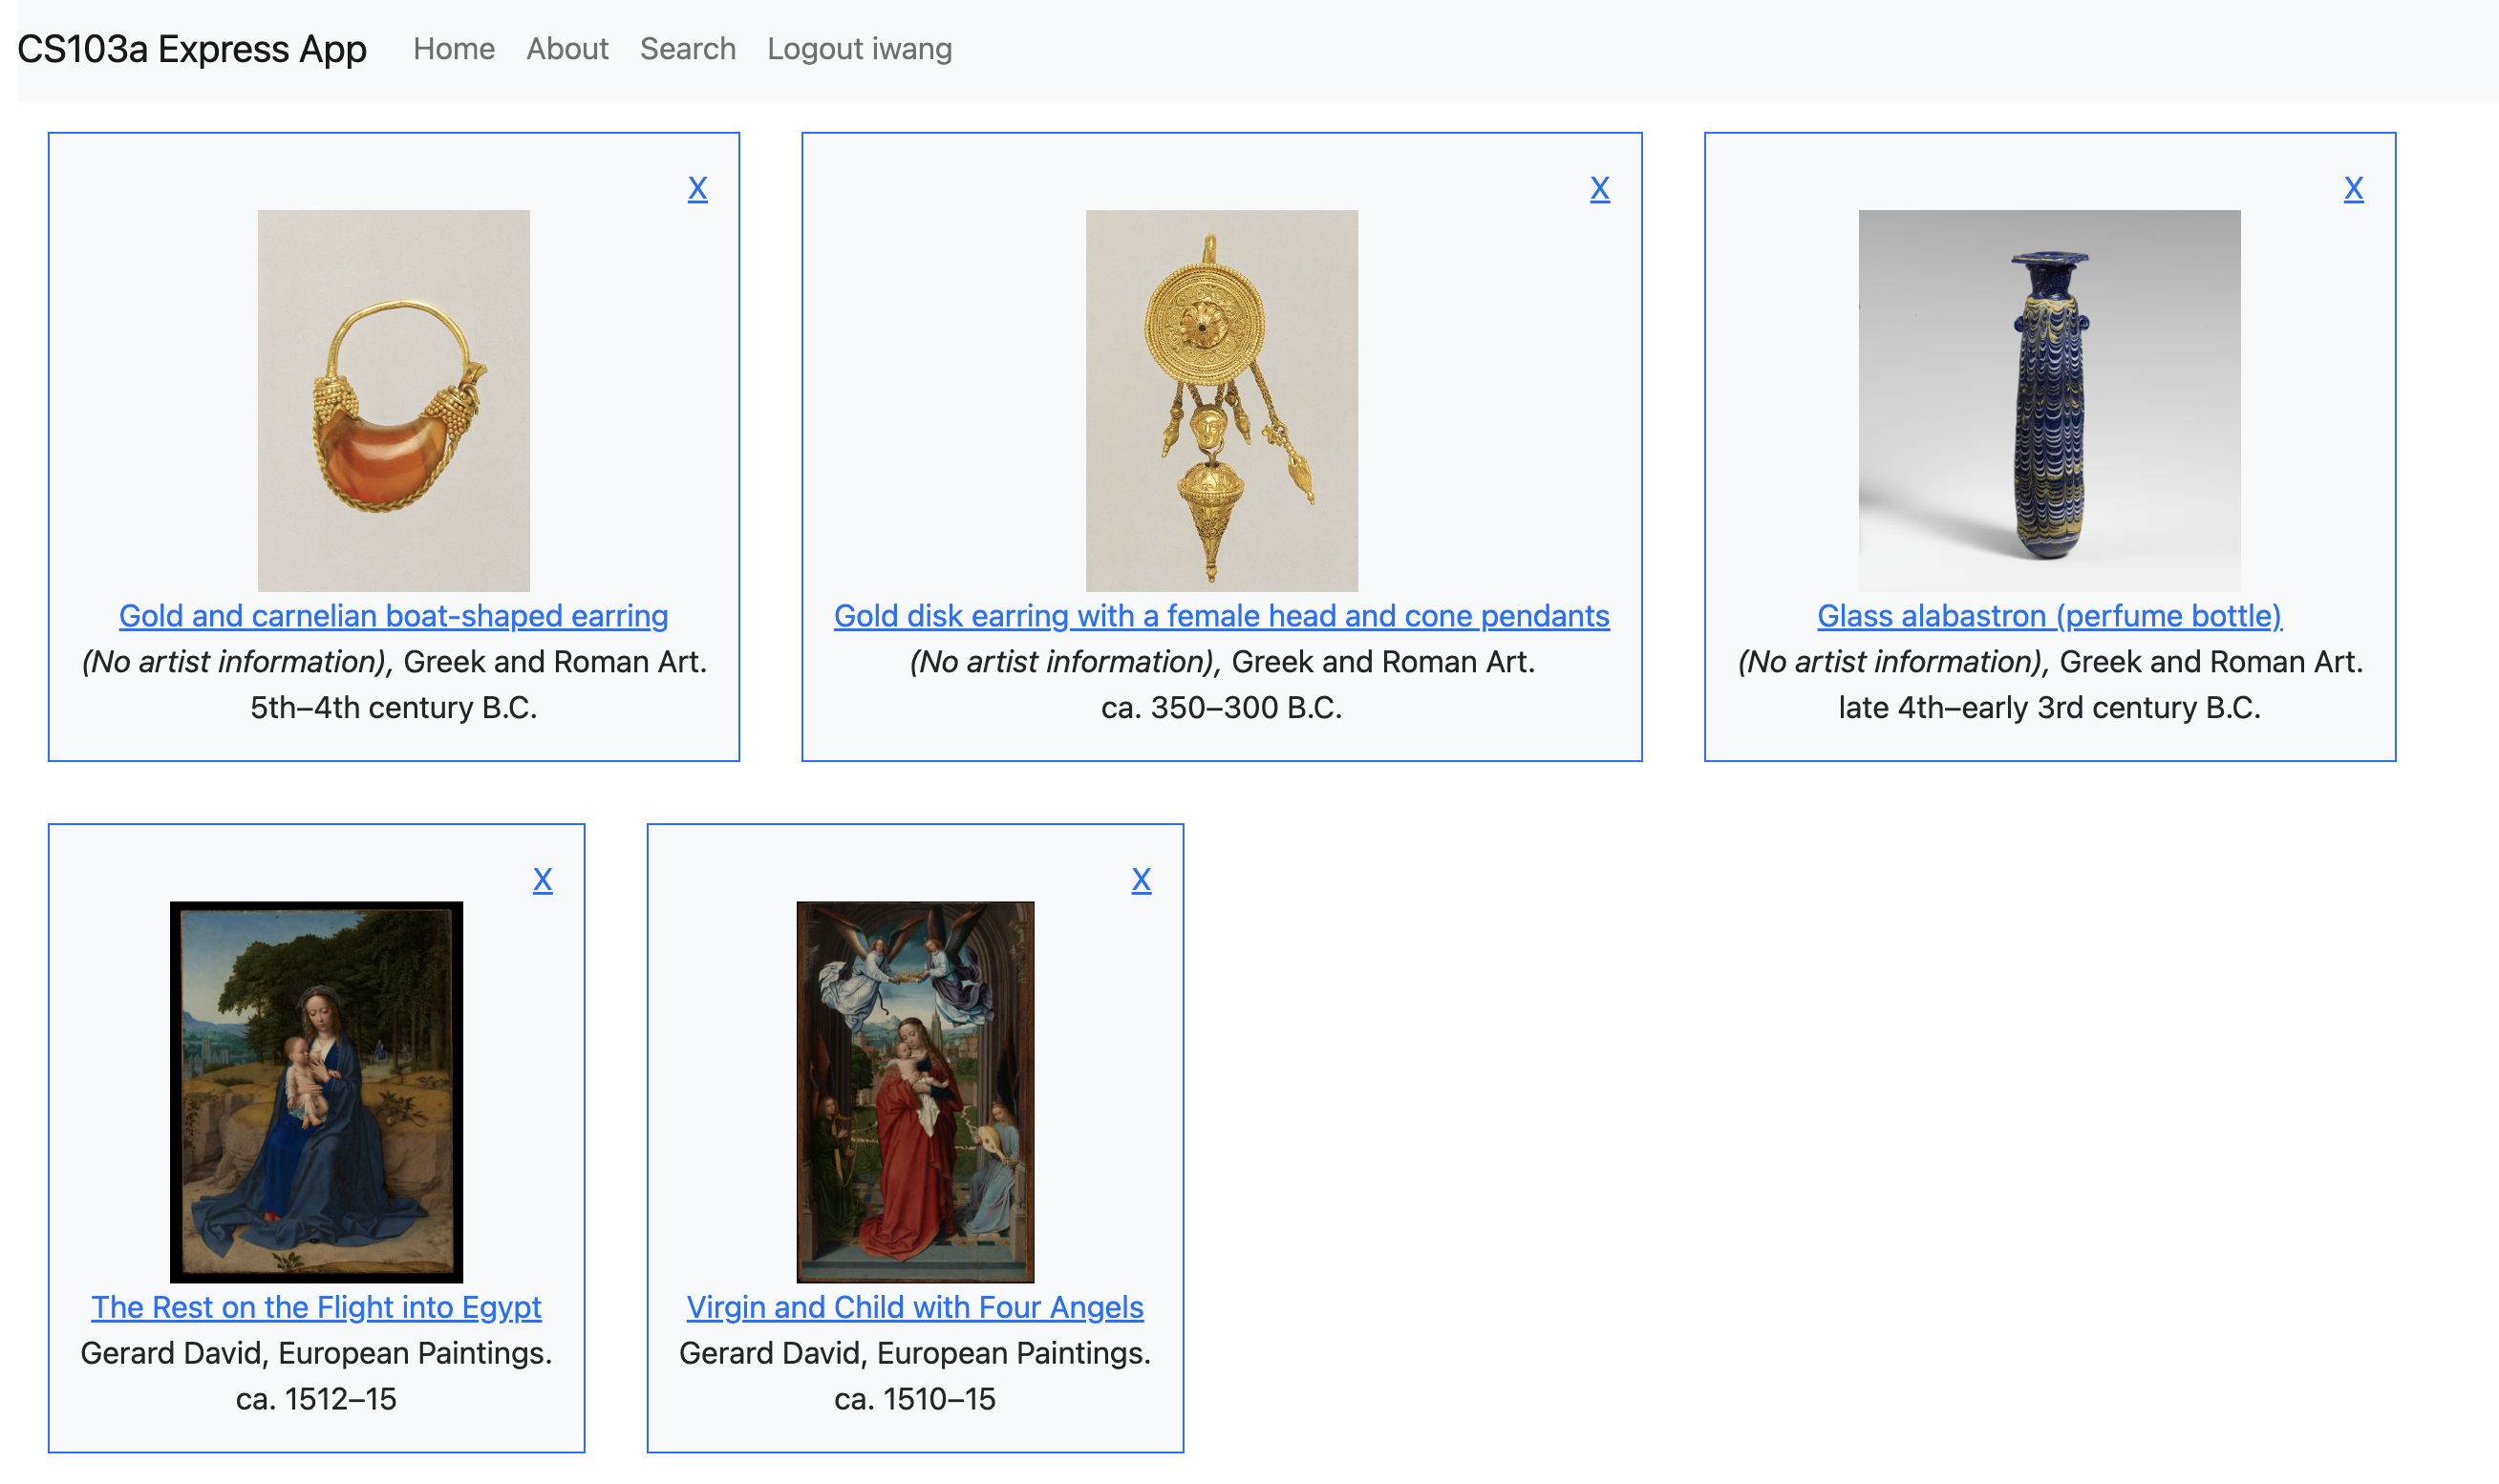 CS103a Express App Home About Search Logout iwang
X
Gold and carnelian boat-shaped earring
(No artist information), Greek and Roman Art.
5th–4th century B.C.
X
Gold disk earring with a female head and cone pendants
(No artist information), Greek and Roman Art.
ca. 350–300 B.C.
X
Glass alabastron (perfume bottle)
(No artist information), Greek and Roman Art.
late 4th–early 3rd century B.C.
X
The Rest on the Flight into Egypt
Gerard David, European Paintings.
ca. 1512–15
X
Virgin and Child with Four Angels
Gerard David, European Paintings.
ca. 1510–15